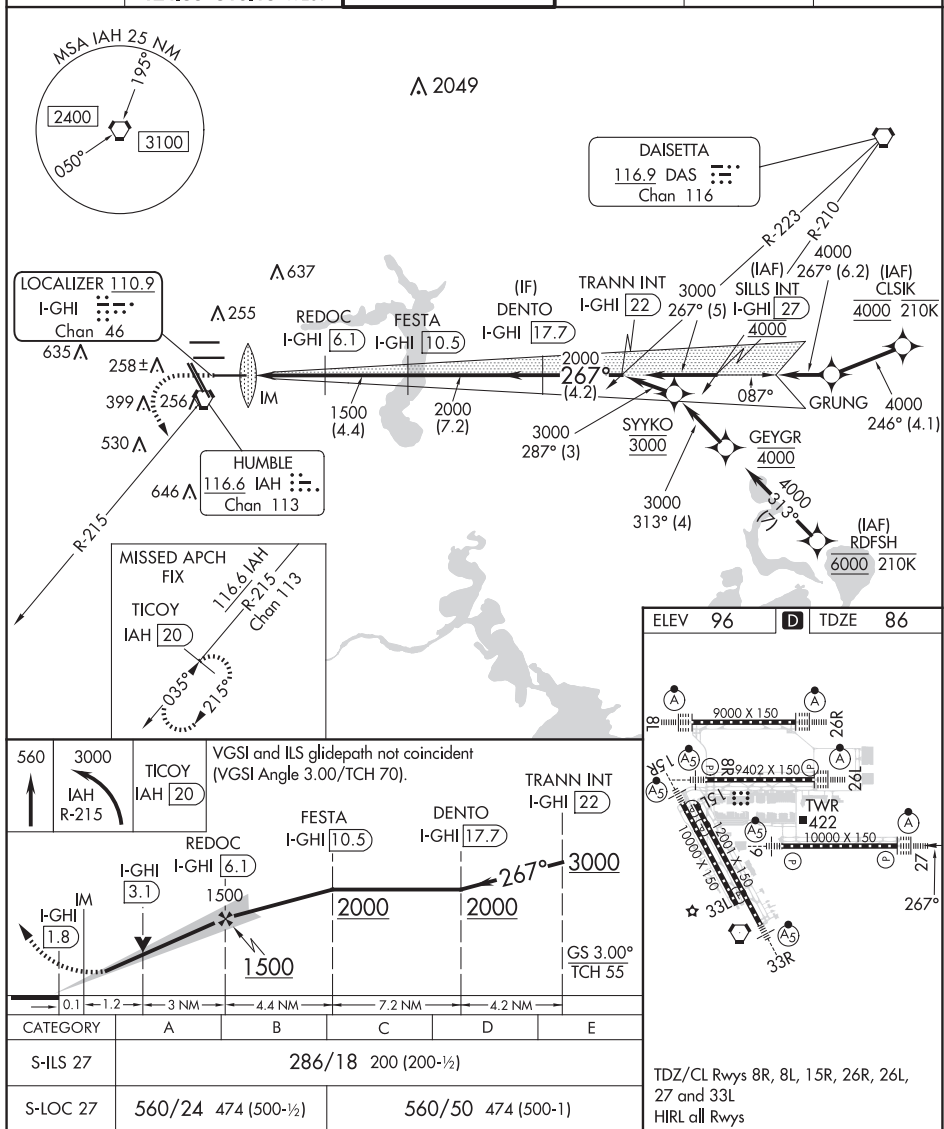 MSA IAH 25 NM
195°
2400
3100
050°
2049
DAISETTA
116.9 DAS
Chan 116
R-223
R-210
4000
267° (6.2)
(IAF)
CLSIK
4000 210K
LOCALIZER 110.9
I-GHI
Chan 46
637
255
635
258±
399
256
530
646
REDOC
I-GHI 6.1
FESTA
I-GHI 10.5
(IF)
DENTO
I-GHI 17.7
TRANN INT
I-GHI 22
3000
267° (5)
(IAF)
SILLS INT
I-GHI 27
4000
2000
267°
(4.2)
087°
GRUNG
4000
246° (4.1)
IM
1500
(4.4)
2000
(7.2)
3000
287° (3)
SYYKO
3000
GEYGR
4000
3000
313° (4)
4000
313°
(7)
(IAF)
RDFSH
6000 210K
HUMBLE
116.6 IAH
Chan 113
R-215
MISSED APCH
FIX
TICOY
IAH 20
116.6 IAH
R-215
Chan 113
035°
215°
ELEV 96 D TDZE 86
A
A
9000 X 150
8L
26R
A5
P
P
A
8R
9402 X 150
26L
15R
A5
15L
TWR
422
A5
A
9
10000 X 150
P
P
27
267°
10000 X 150
12001 X 150
33L
33R
A5
TDZ/CL Rwys 8R, 8L, 15R, 26R, 26L,
27 and 33L
HIRL all Rwys
560
3000
IAH
R-215
TICOY
IAH 20
VGSI and ILS glidepath not coincident
(VGSI Angle 3.00/TCH 70).
TRANN INT
I-GHI 22
DENTO
I-GHI 17.7
FESTA
I-GHI 10.5
REDOC
I-GHI 6.1
I-GHI
3.1
IM
I-GHI
1.8
1500
1500
2000
2000
267°
3000
GS 3.00°
TCH 55
0.1 1.2 3 NM 4.4 NM 7.2 NM 4.2 NM
CATEGORY A B C D E
S-ILS 27 286/18 200 (200-½)
S-LOC 27 560/24 474 (500-½) 560/50 474 (500-1)